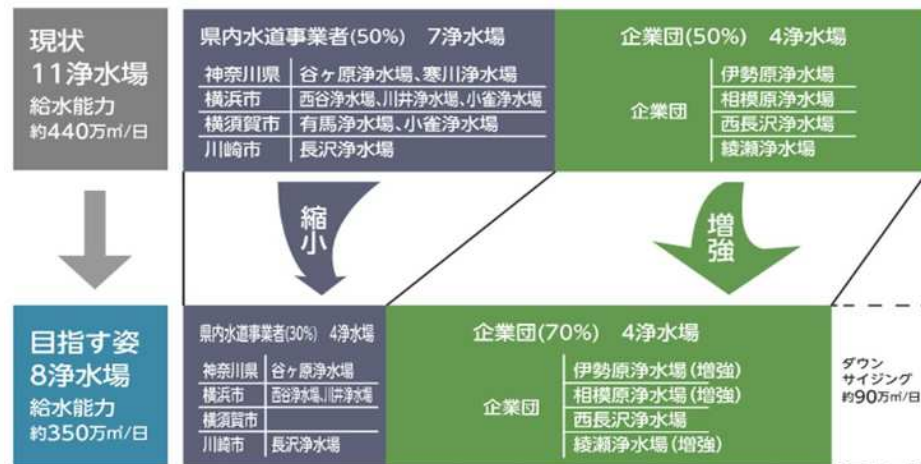 現状
11浄水場
給水能力
約440万㎥/日
県内水道事業者(50%) 7浄水場
神奈川県 谷ヶ原浄水場、寒川浄水場
横浜市 西谷浄水場、川井浄水場、小雀浄水場
横須賀市 有馬浄水場、小雀浄水場
川崎市 長沢浄水場
企業団(50%) 4浄水場
企業団
伊勢原浄水場
相模原浄水場
西長沢浄水場
綾瀬浄水場
縮小
増強
目指す姿
8浄水場
給水能力
約350万㎥/日
県内水道事業者(30%) 4浄水場
神奈川県 谷ヶ原浄水場
横浜市 西谷浄水場、川井浄水場
横須賀市
川崎市 長沢浄水場
企業団(70%) 4浄水場
企業団
伊勢原浄水場(増強)
相模原浄水場(増強)
西長沢浄水場
綾瀬浄水場(増強)
ダウン
サイジング
約90万㎥/日